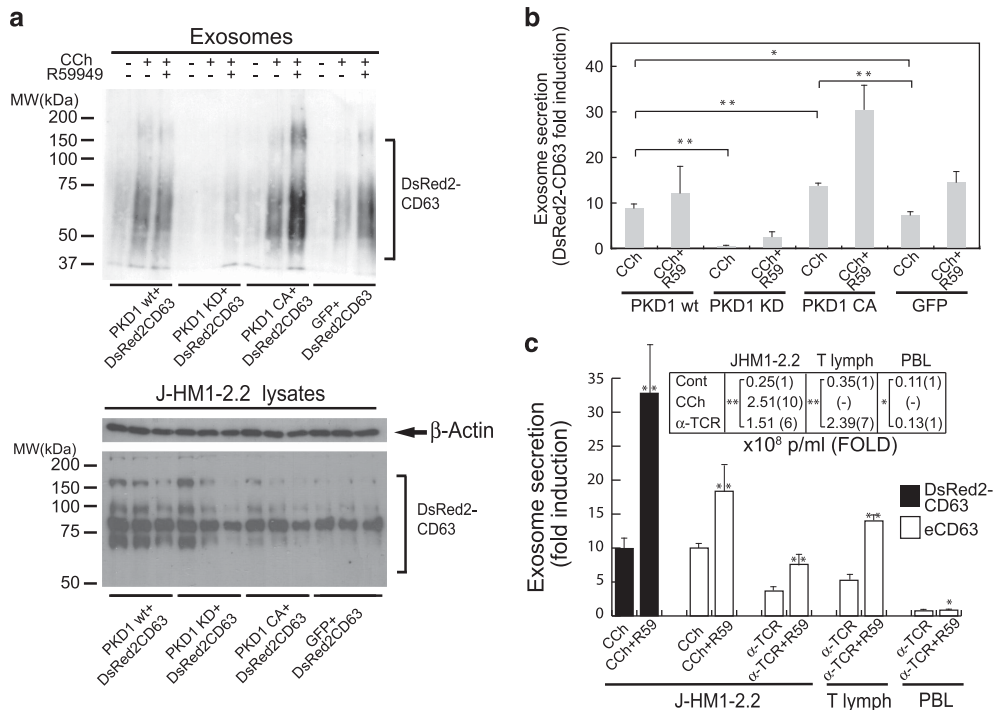 a
Exosomes
CCh - + + - + + - + + - + +
R59949 - - + - - + - - + - - +
MW(kDa)
200
150
100
75
50
37
DsRed2-
CD63
PKD1 wt+
DsRed2CD63
PKD1 KD+
DsRed2CD63
PKD1 CA+
DsRed2CD63
GFP+
DsRed2CD63
J-HM1-2.2 lysates
β-Actin
MW(kDa)
200
150
100
75
50
DsRed2-
CD63
PKD1 wt+
DsRed2CD63
PKD1 KD+
DsRed2CD63
PKD1 CA+
DsRed2CD63
GFP+
DsRed2CD63
b
Exosome secretion
(DsRed2-CD63 fold induction)
40
30
20
10
0
*
**
**
**
CCh
CCh+
R59
CCh
CCh+
R59
CCh
CCh+
R59
CCh
CCh+
R59
PKD1 wt
PKD1 KD
PKD1 CA
GFP
c
Exosome secretion
(fold induction)
35
30
25
20
15
10
5
0
JHM1-2.2 T lymph PBL
Cont 0.25(1) 0.35(1) 0.11(1)
CCh ** 2.51(10) ** (-) * (-)
α-TCR 1.51 (6) 2.39(7) 0.13(1)
x10⁸ p/ml (FOLD)
DsRed2-
CD63
eCD63
**
**
**
**
*
CCh
CCh+R59
CCh
CCh+R59
α-TCR
α-TCR+R59
α-TCR
α-TCR+R59
α-TCR
α-TCR+R59
J-HM1-2.2
T lymph
PBL